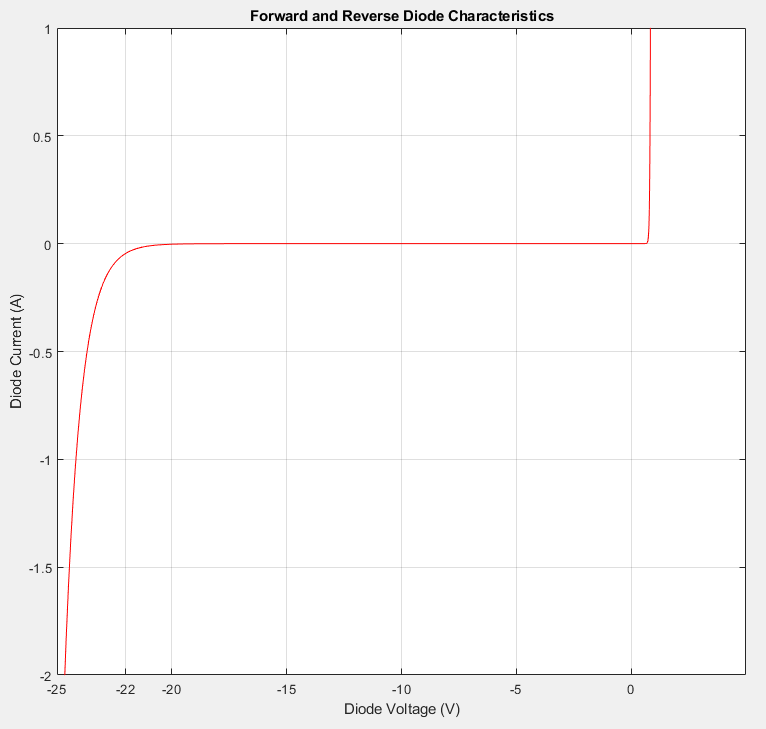 Forward and Reverse Diode Characteristics
1
0.5
0
-0.5
-1
-1.5
-2
Diode Current (A)
-25 -22 -20 -15 -10 -5 0
Diode Voltage (V)